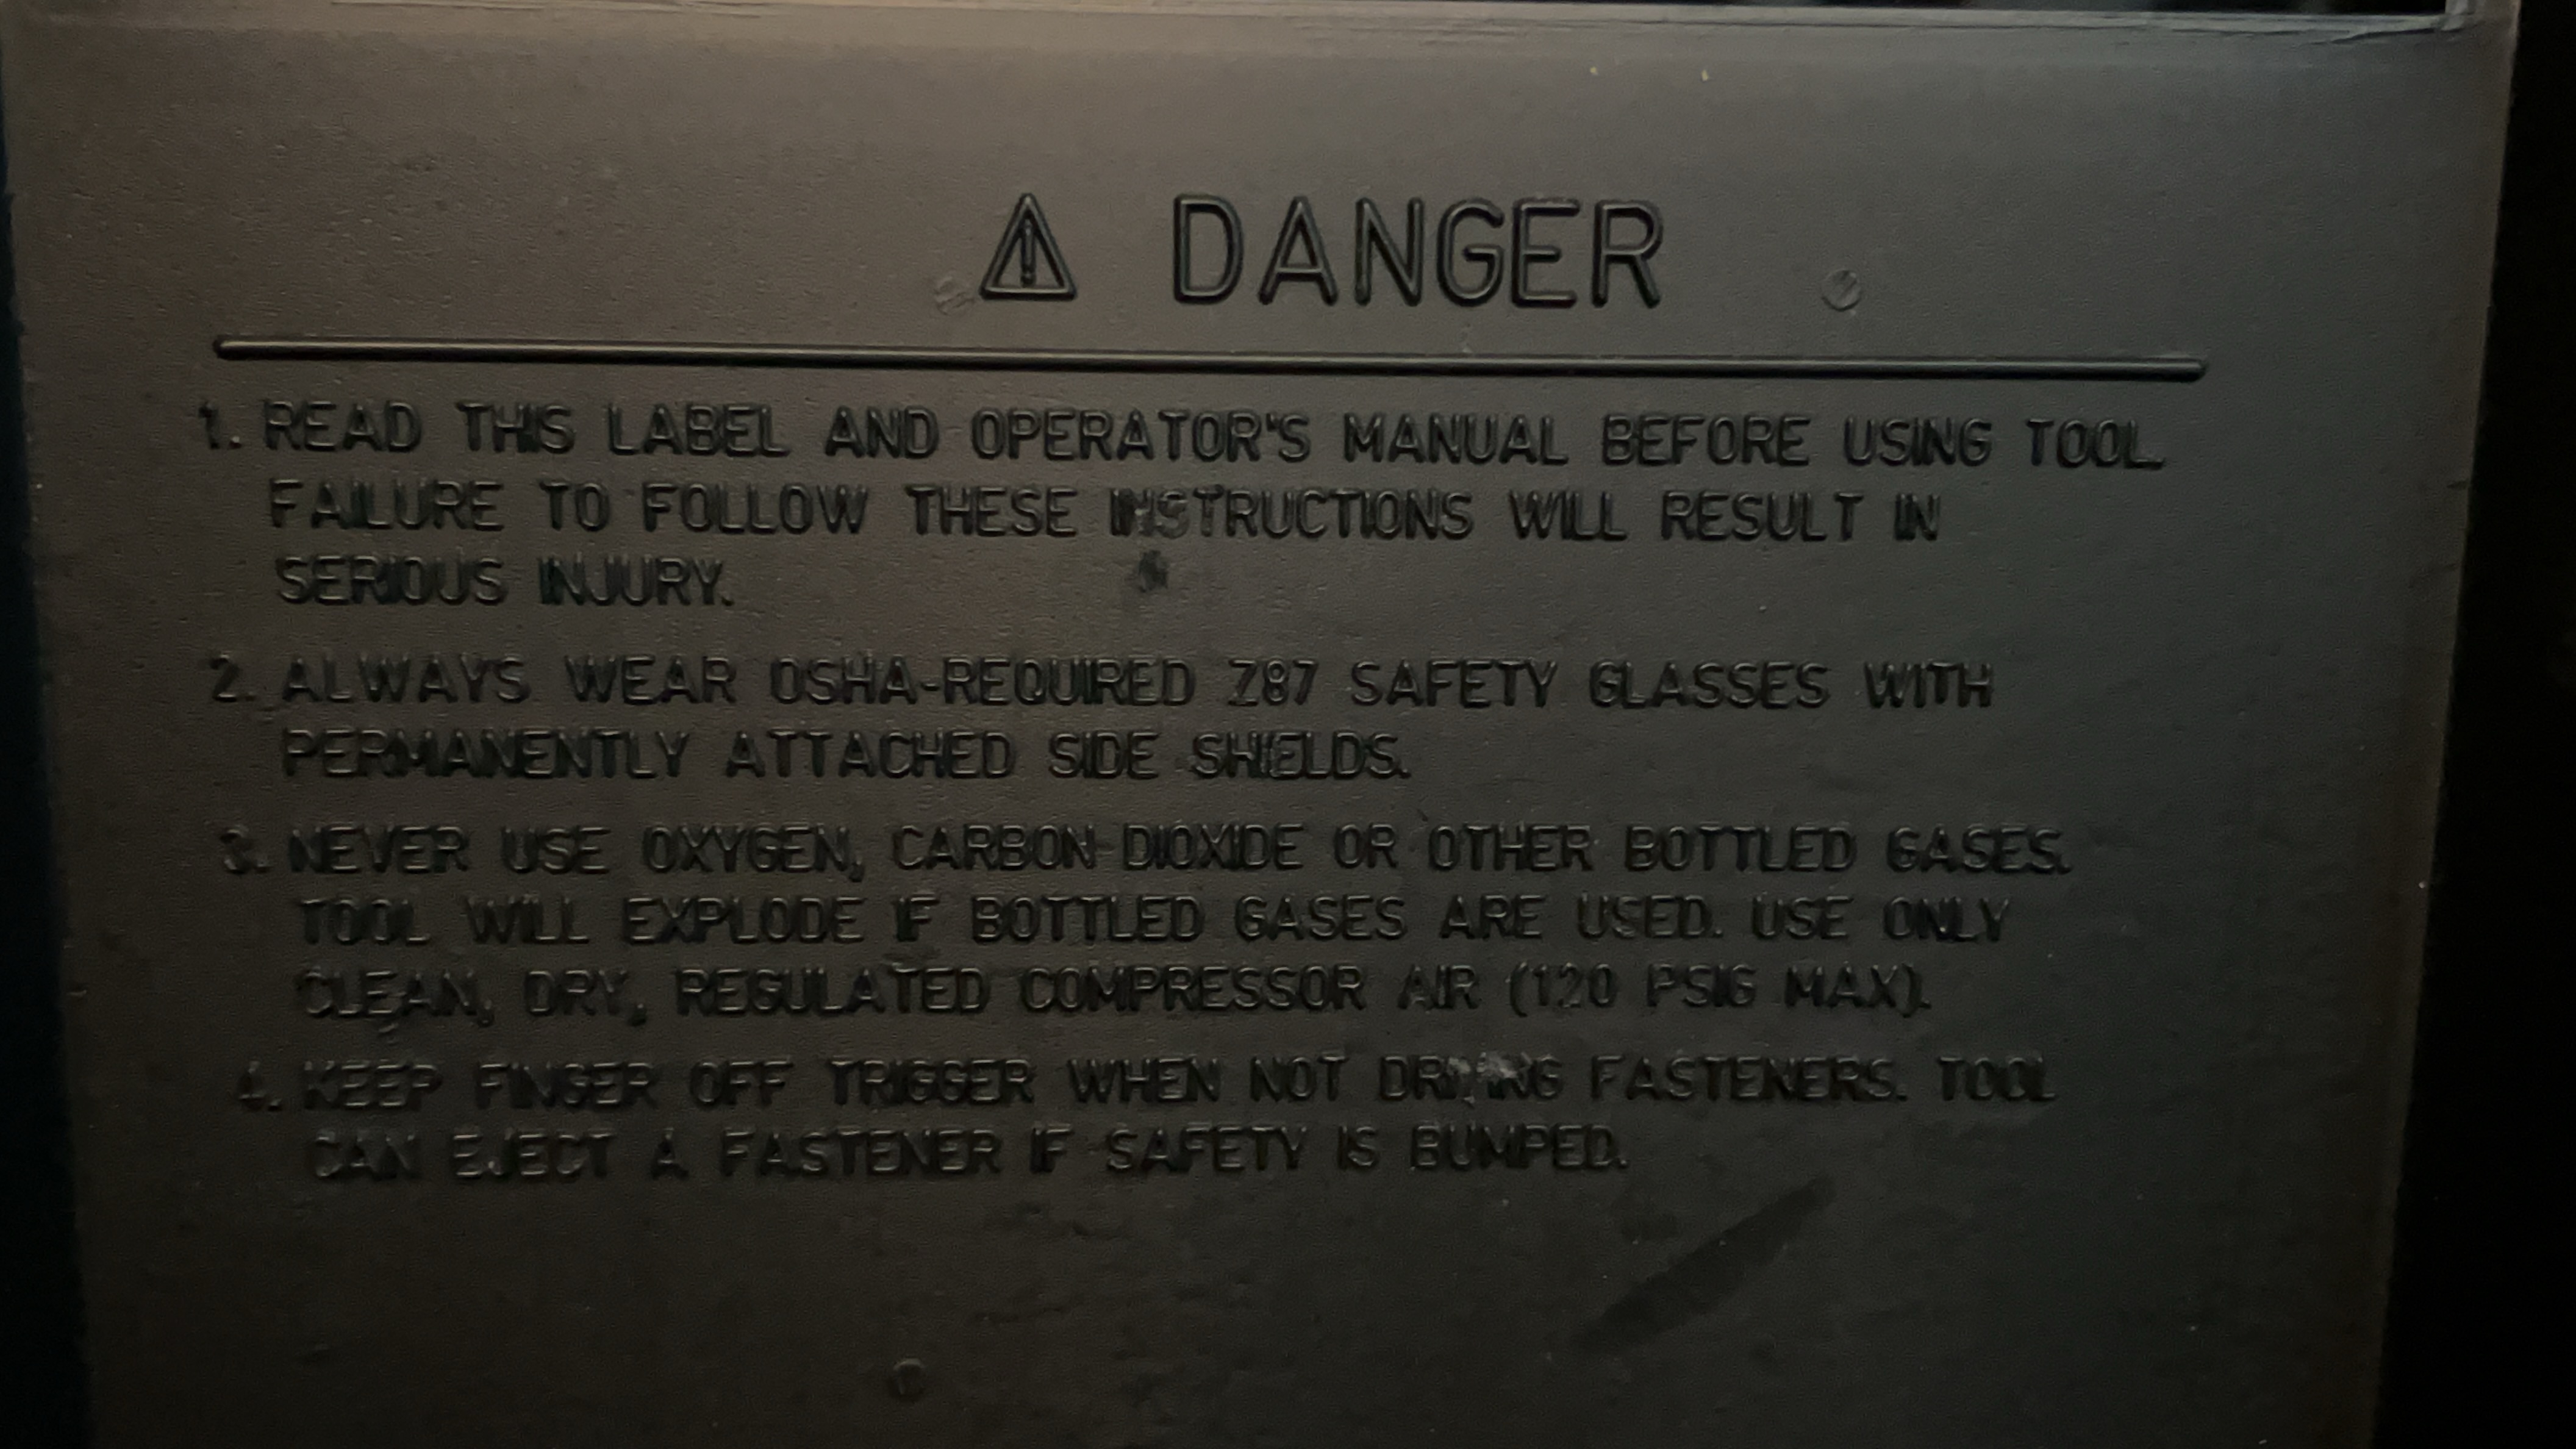 ⚠ DANGER
1. READ THIS LABEL AND OPERATOR'S MANUAL BEFORE USING TOOL.
FAILURE TO FOLLOW THESE INSTRUCTIONS WILL RESULT IN
SERIOUS INJURY.
2. ALWAYS WEAR OSHA-REQUIRED Z87 SAFETY GLASSES WITH
PERMANENTLY ATTACHED SIDE SHIELDS.
3. NEVER USE OXYGEN, CARBON DIOXIDE OR OTHER BOTTLED GASES.
TOOL WILL EXPLODE IF BOTTLED GASES ARE USED. USE ONLY
CLEAN, DRY, REGULATED COMPRESSOR AIR (120 PSIG MAX).
4. KEEP FINGER OFF TRIGGER WHEN NOT DRIVING FASTENERS. TOOL
CAN EJECT A FASTENER IF SAFETY IS BUMPED.